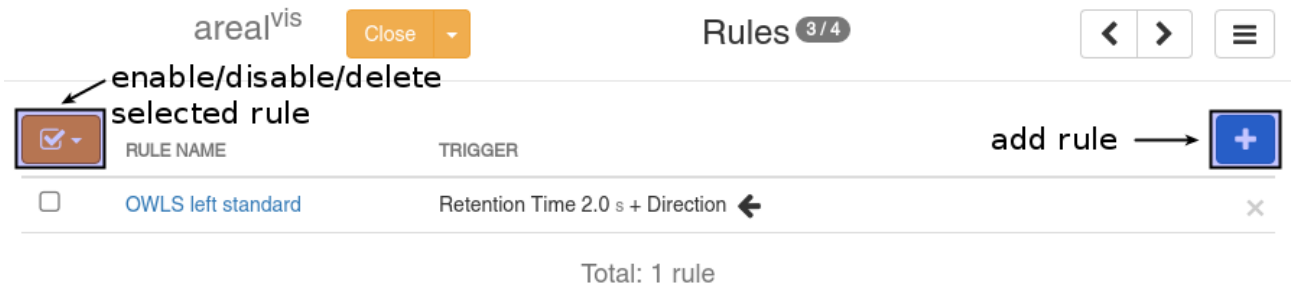 arealvis Close Rules 3/4
enable/disable/delete
selected rule
add rule
RULE NAME TRIGGER
OWLS left standard Retention Time 2.0 s + Direction
Total: 1 rule